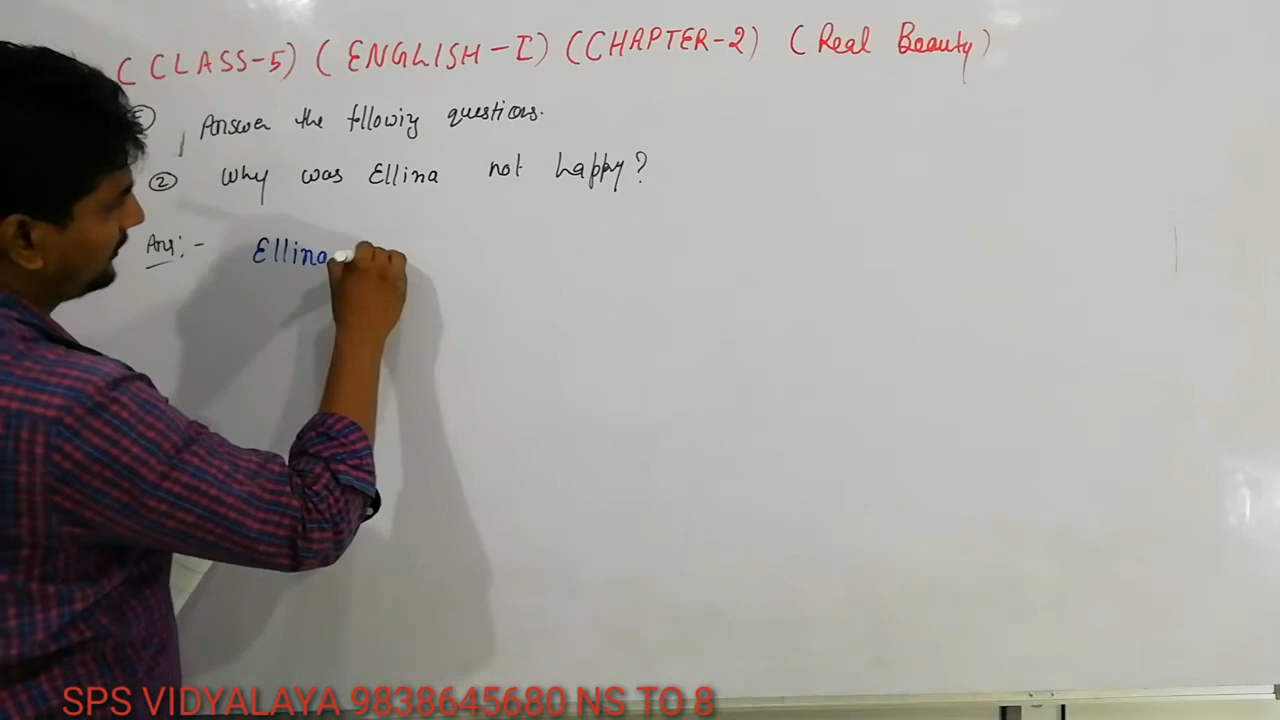 (CLASS-5) (ENGLISH-I) (CHAPTER-2) (Real Beauty)
Answer the following questions.
② Why was Ellina not happy?
Ans:- Ellina
SPS VIDYALAYA 9838645680 NS TO 8